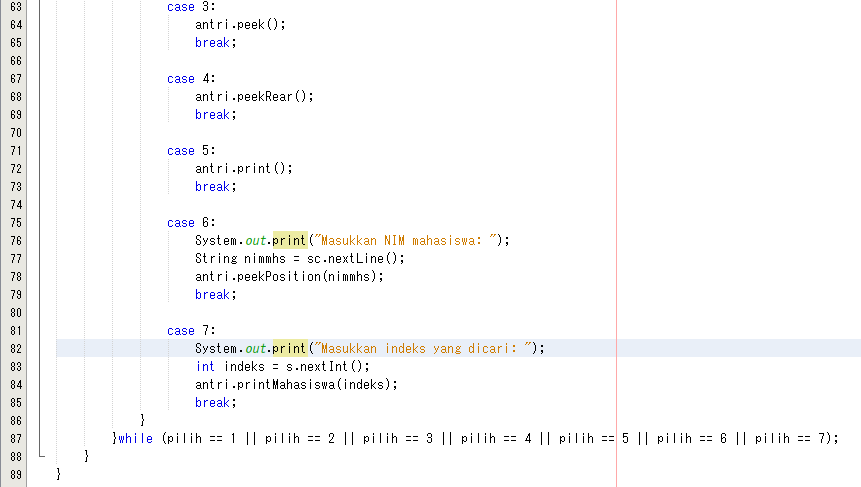 63 case 3:
64 antri.peek();
65 break;
66
67 case 4:
68 antri.peekRear();
69 break;
70
71 case 5:
72 antri.print();
73 break;
74
75 case 6:
76 System.out.print("Masukkan NIM mahasiswa: ");
77 String nimmhs = sc.nextLine();
78 antri.peekPosition(nimmhs);
79 break;
80
81 case 7:
82 System.out.print("Masukkan indeks yang dicari: ");
83 int indeks = s.nextInt();
84 antri.printMahasiswa(indeks);
85 break;
86 }
87 }while (pilih == 1 || pilih == 2 || pilih == 3 || pilih == 4 || pilih == 5 || pilih == 6 || pilih == 7);
88 }
89 }